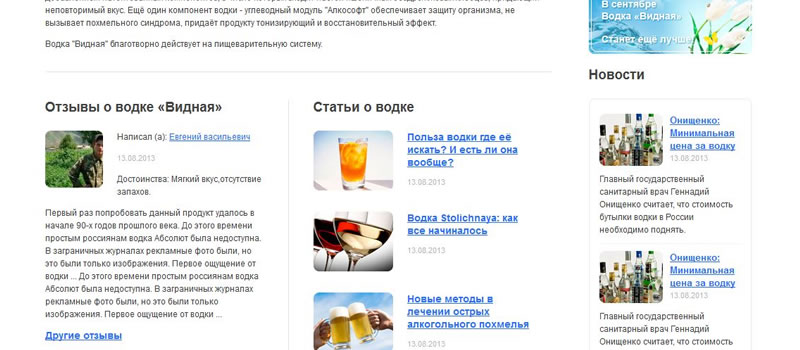 неповторимый вкус. Ещё один компонент водки - углеводный модуль "Алкософт" обеспечивает защиту организма, не
вызывает похмельного синдрома, придаёт продукту тонизирующий и восстановительный эффект.
Водка "Видная" благотворно действует на пищеварительную систему.
Отзывы о водке «Видная»
Написал (а): Евгений васильевич
13.08.2013
Достоинства: Мягкий вкус,отсутствие
запахов.
Первый раз попробовать данный продукт удалось в
начале 90-х годов прошлого века. До этого времени
простым россиянам водка Абсолют была недоступна.
В заграничных журналах рекламные фото были, но
это были только изображения. Первое ощущение от
водки ... До этого времени простым россиянам водка
Абсолют была недоступна. В заграничных журналах
рекламные фото были, но это были только
изображения. Первое ощущение от водки ...
Другие отзывы
Статьи о водке
Польза водки где её
искать? И есть ли она
вообще?
13.08.2013
Водка Stolichnaya: как
все начиналось
13.08.2013
Новые методы в
лечении острых
алкогольного похмелья
13.08.2013
В сентябре
Водка «Видная»
Станет ещё лучше
Новости
Онищенко:
Минимальная
цена за водку
13.08.2013
Главный государственный
санитарный врач Геннадий
Онищенко считает, что стоимость
бутылки водки в России
необходимо поднять.
Онищенко:
Минимальная
цена за водку
13.08.2013
Главный государственный
санитарный врач Геннадий
Онищенко считает, что стоимость